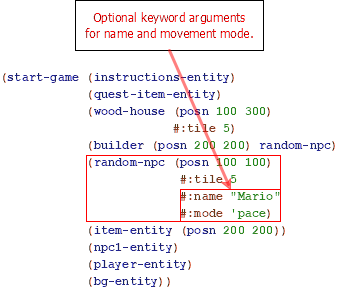 Optional keyword arguments
for name and movement mode.
(start-game (instructions-entity)
(quest-item-entity)
(wood-house (posn 100 300)
#:tile 5)
(builder (posn 200 200) random-npc)
(random-npc (posn 100 100)
#:tile 5
#:name "Mario"
#:mode 'pace)
(item-entity (posn 200 200))
(npc1-entity)
(player-entity)
(bg-entity))